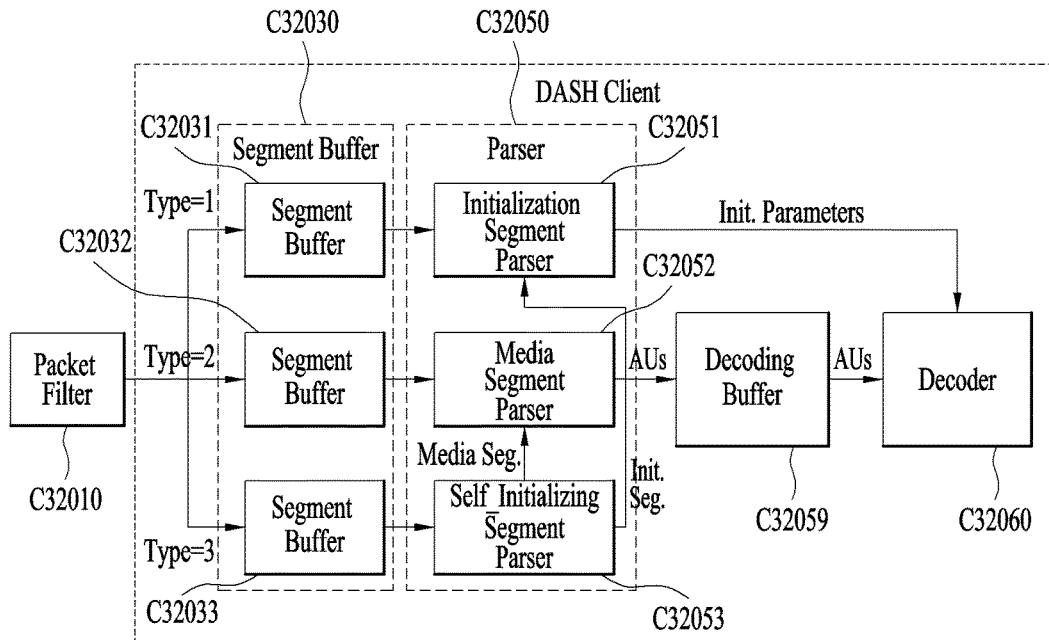 C32030
C32050
DASH Client
C32031
C32051
Segment Buffer
Parser
Type=1
Segment
Buffer
Initialization
Segment
Parser
Init. Parameters
C32032
C32052
Packet
Filter
Type=2
Segment
Buffer
Media
Segment
Parser
AUs
Decoding
Buffer
AUs
Decoder
Media Seg.
Init.
Seg.
C32010
Type=3
Segment
Buffer
Self_Initializing
Segment
Parser
C32059
C32060
C32033
C32053